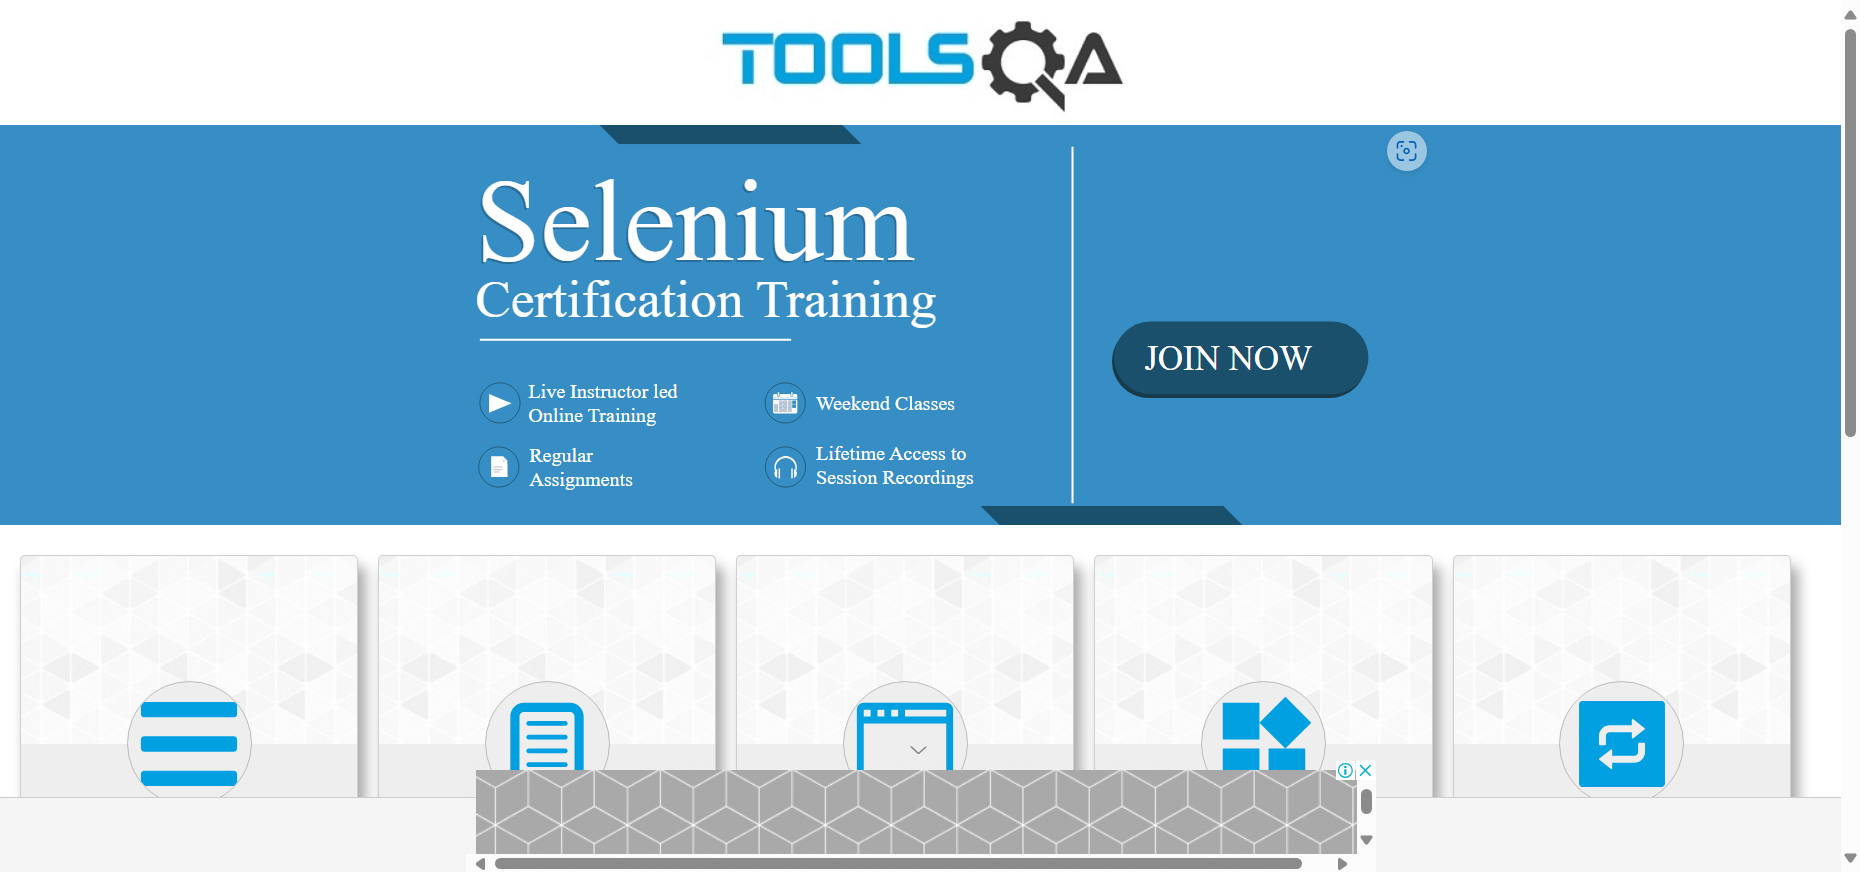 TOOLSQA
Selenium
Certification Training
JOIN NOW
Live Instructor led
Online Training
Weekend Classes
Regular
Assignments
Lifetime Access to
Session Recordings